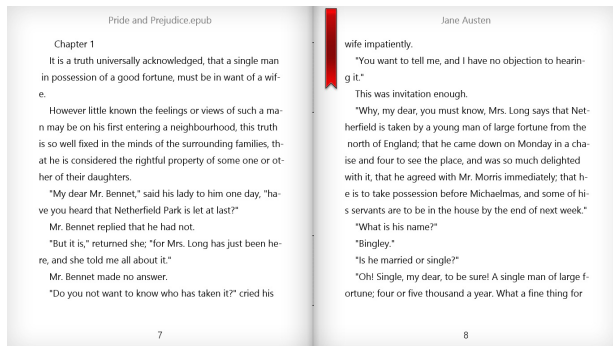 Pride and Prejudice.epub
Chapter 1
It is a truth universally acknowledged, that a single man
in possession of a good fortune, must be in want of a wif-
e.
However little known the feelings or views of such a ma-
n may be on his first entering a neighbourhood, this truth
is so well fixed in the minds of the surrounding families, th-
at he is considered the rightful property of some one or ot-
her of their daughters.
"My dear Mr. Bennet," said his lady to him one day, "ha-
ve you heard that Netherfield Park is let at last?"
Mr. Bennet replied that he had not.
"But it is," returned she; "for Mrs. Long has just been he-
re, and she told me all about it."
Mr. Bennet made no answer.
"Do you not want to know who has taken it?" cried his
7
Jane Austen
wife impatiently.
"You want to tell me, and I have no objection to hearin-
g it."
This was invitation enough.
"Why, my dear, you must know, Mrs. Long says that Net-
herfield is taken by a young man of large fortune from the
north of England; that he came down on Monday in a cha-
ise and four to see the place, and was so much delighted
with it, that he agreed with Mr. Morris immediately; that h-
e is to take possession before Michaelmas, and some of hi-
s servants are to be in the house by the end of next week."
"What is his name?"
"Bingley."
"Is he married or single?"
"Oh! Single, my dear, to be sure! A single man of large f-
ortune; four or five thousand a year. What a fine thing for
8